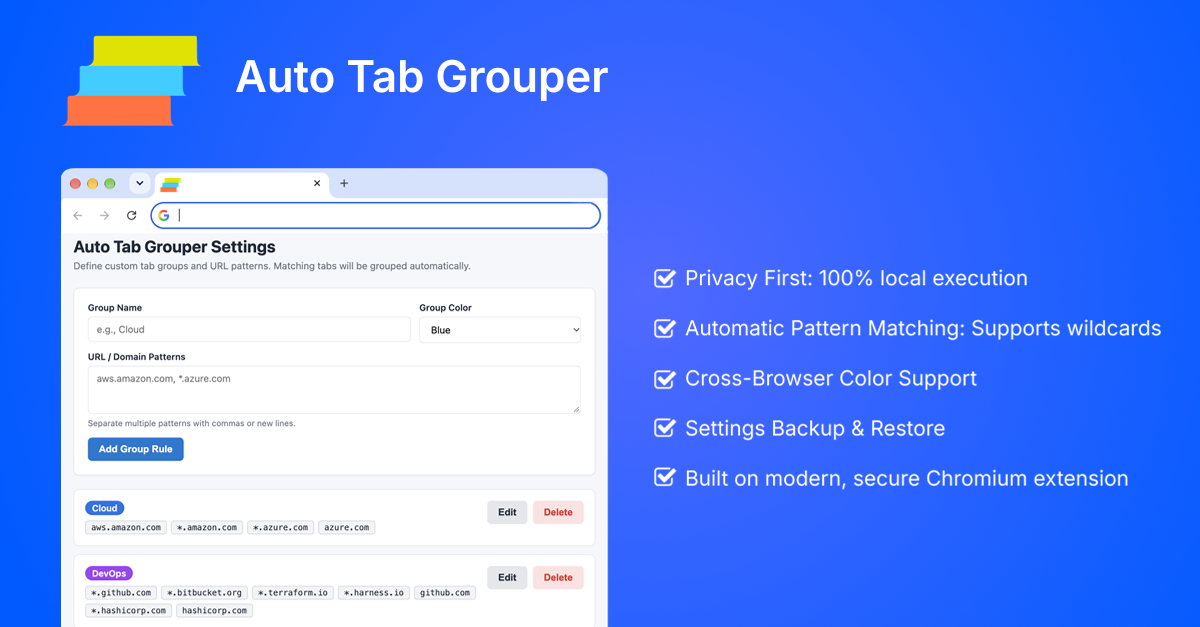 Auto Tab Grouper
Auto Tab Grouper Settings
Define custom tab groups and URL patterns. Matching tabs will be grouped automatically.
Group Name
Group Color
e.g., Cloud
Blue
URL / Domain Patterns
aws.amazon.com, *.azure.com
Separate multiple patterns with commas or new lines.
Add Group Rule
Cloud
Edit
Delete
aws.amazon.com *.amazon.com *.azure.com azure.com
DevOps
Edit
Delete
*.github.com *.bitbucket.org *.terraform.io *.harness.io github.com
*.hashicorp.com hashicorp.com
Privacy First: 100% local execution
Automatic Pattern Matching: Supports wildcards
Cross-Browser Color Support
Settings Backup & Restore
Built on modern, secure Chromium extension